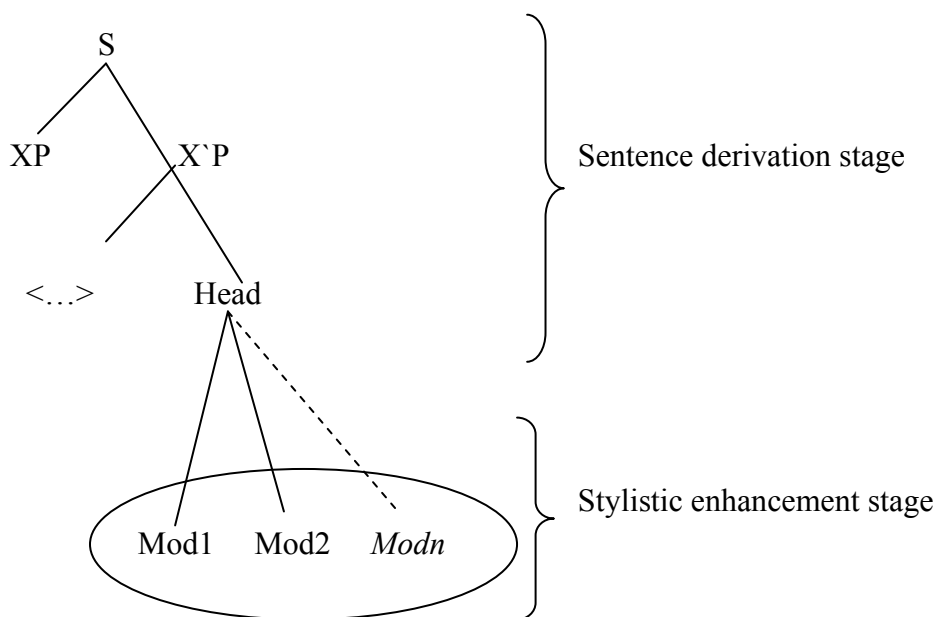 S
XP
X`P
Sentence derivation stage
<…>
Head
Stylistic enhancement stage
Mod1 Mod2 Modn